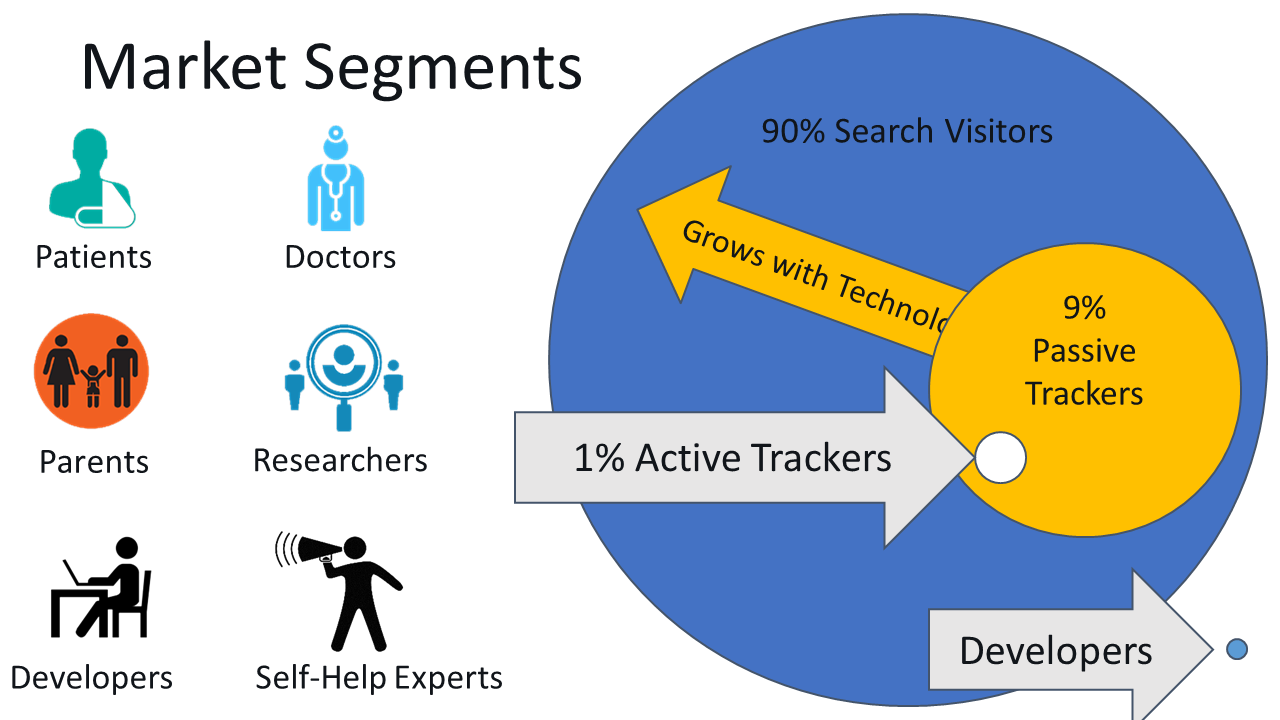 Market Segments
90% Search Visitors
Patients
Doctors
Grows with Technolo
9%
Passive
Trackers
1% Active Trackers
Parents
Researchers
Developers
Developers
Self-Help Experts